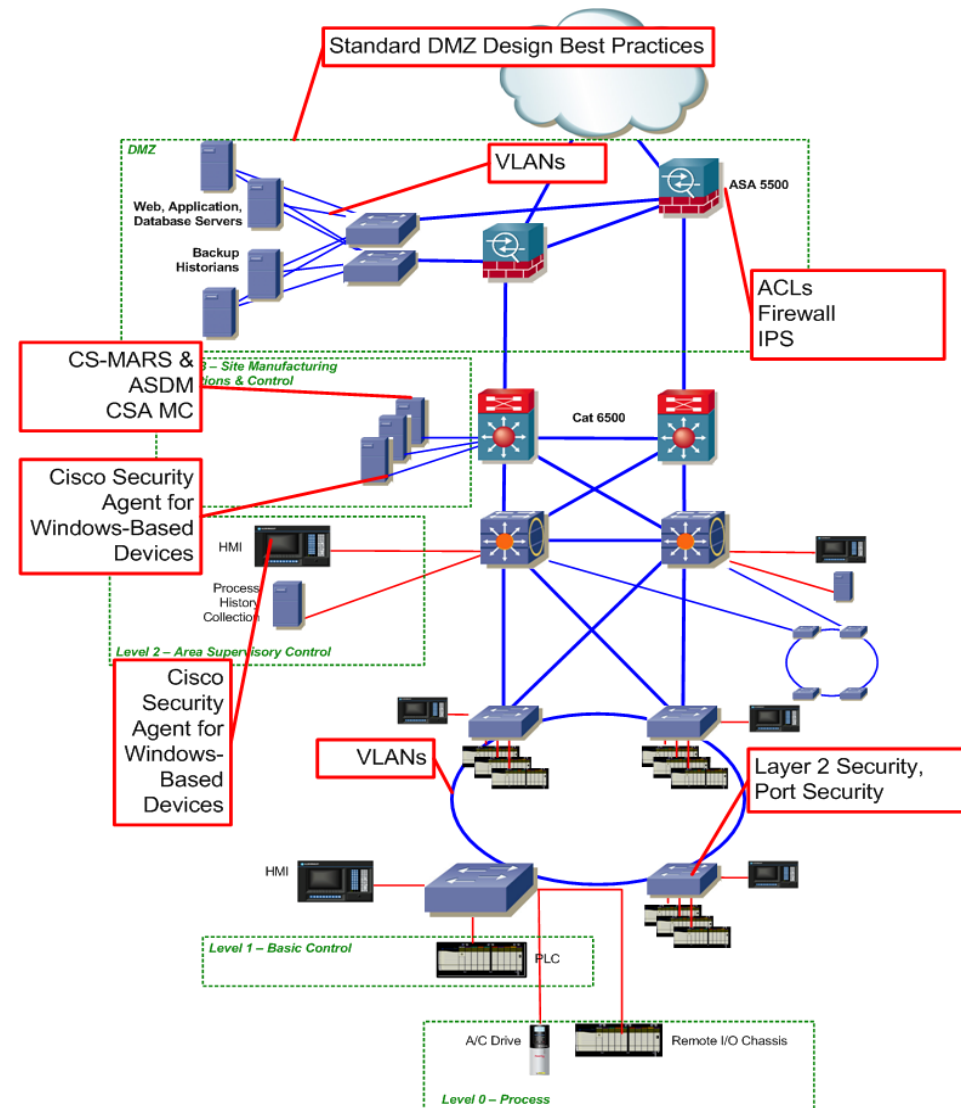 Standard DMZ Design Best Practices
DMZ
VLANs
ASA 5500
Web, Application,
Database Servers
Backup
Historians
ACLs
Firewall
IPS
CS-MARS &
ASDM
CSA MC
– Site Manufacturing
& Control
Cat 6500
Cisco Security
Agent for
Windows-Based
Devices
HMI
Process
History
Collection
Level 2 – Area Supervisory Control
Cisco
Security
Agent for
Windows-
Based
Devices
VLANs
Layer 2 Security,
Port Security
HMI
Level 1 – Basic Control
PLC
A/C Drive
Remote I/O Chassis
Level 0 – Process